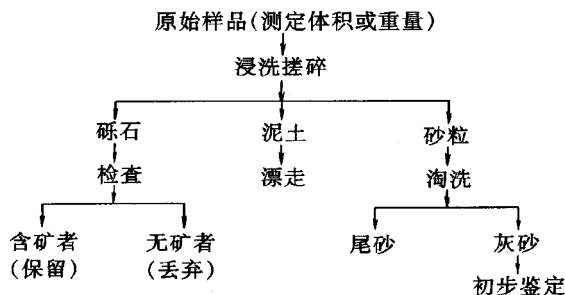 原始样品(测定体积或重量)
浸洗搓碎
砾石 泥土 砂粒
检查 漂走 淘洗
含矿者 无矿者 尾砂 灰砂
(保留) (丢弃)
初步鉴定